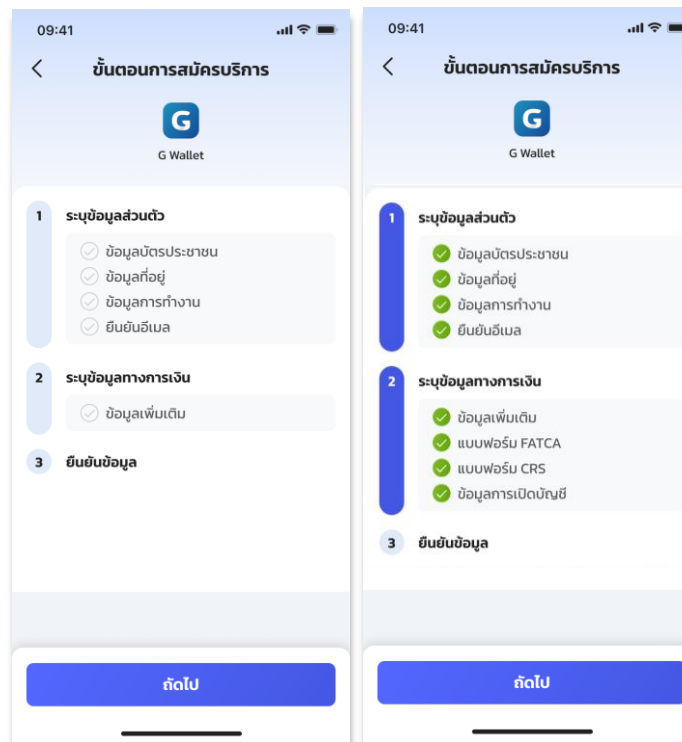 09:41
ขั้นตอนการสมัครบริการ
G
G Wallet
1 ระบุข้อมูลส่วนตัว
ข้อมูลบัตรประชาชน
ข้อมูลที่อยู่
ข้อมูลการทำงาน
ยืนยันอีเมล
2 ระบุข้อมูลทางการเงิน
ข้อมูลเพิ่มเติม
3 ยืนยันข้อมูล
ถัดไป
09:41
ขั้นตอนการสมัครบริการ
G
G Wallet
1 ระบุข้อมูลส่วนตัว
ข้อมูลบัตรประชาชน
ข้อมูลที่อยู่
ข้อมูลการทำงาน
ยืนยันอีเมล
2 ระบุข้อมูลทางการเงิน
ข้อมูลเพิ่มเติม
แบบฟอร์ม FATCA
แบบฟอร์ม CRS
ข้อมูลการเปิดบัญชี
3 ยืนยันข้อมูล
ถัดไป